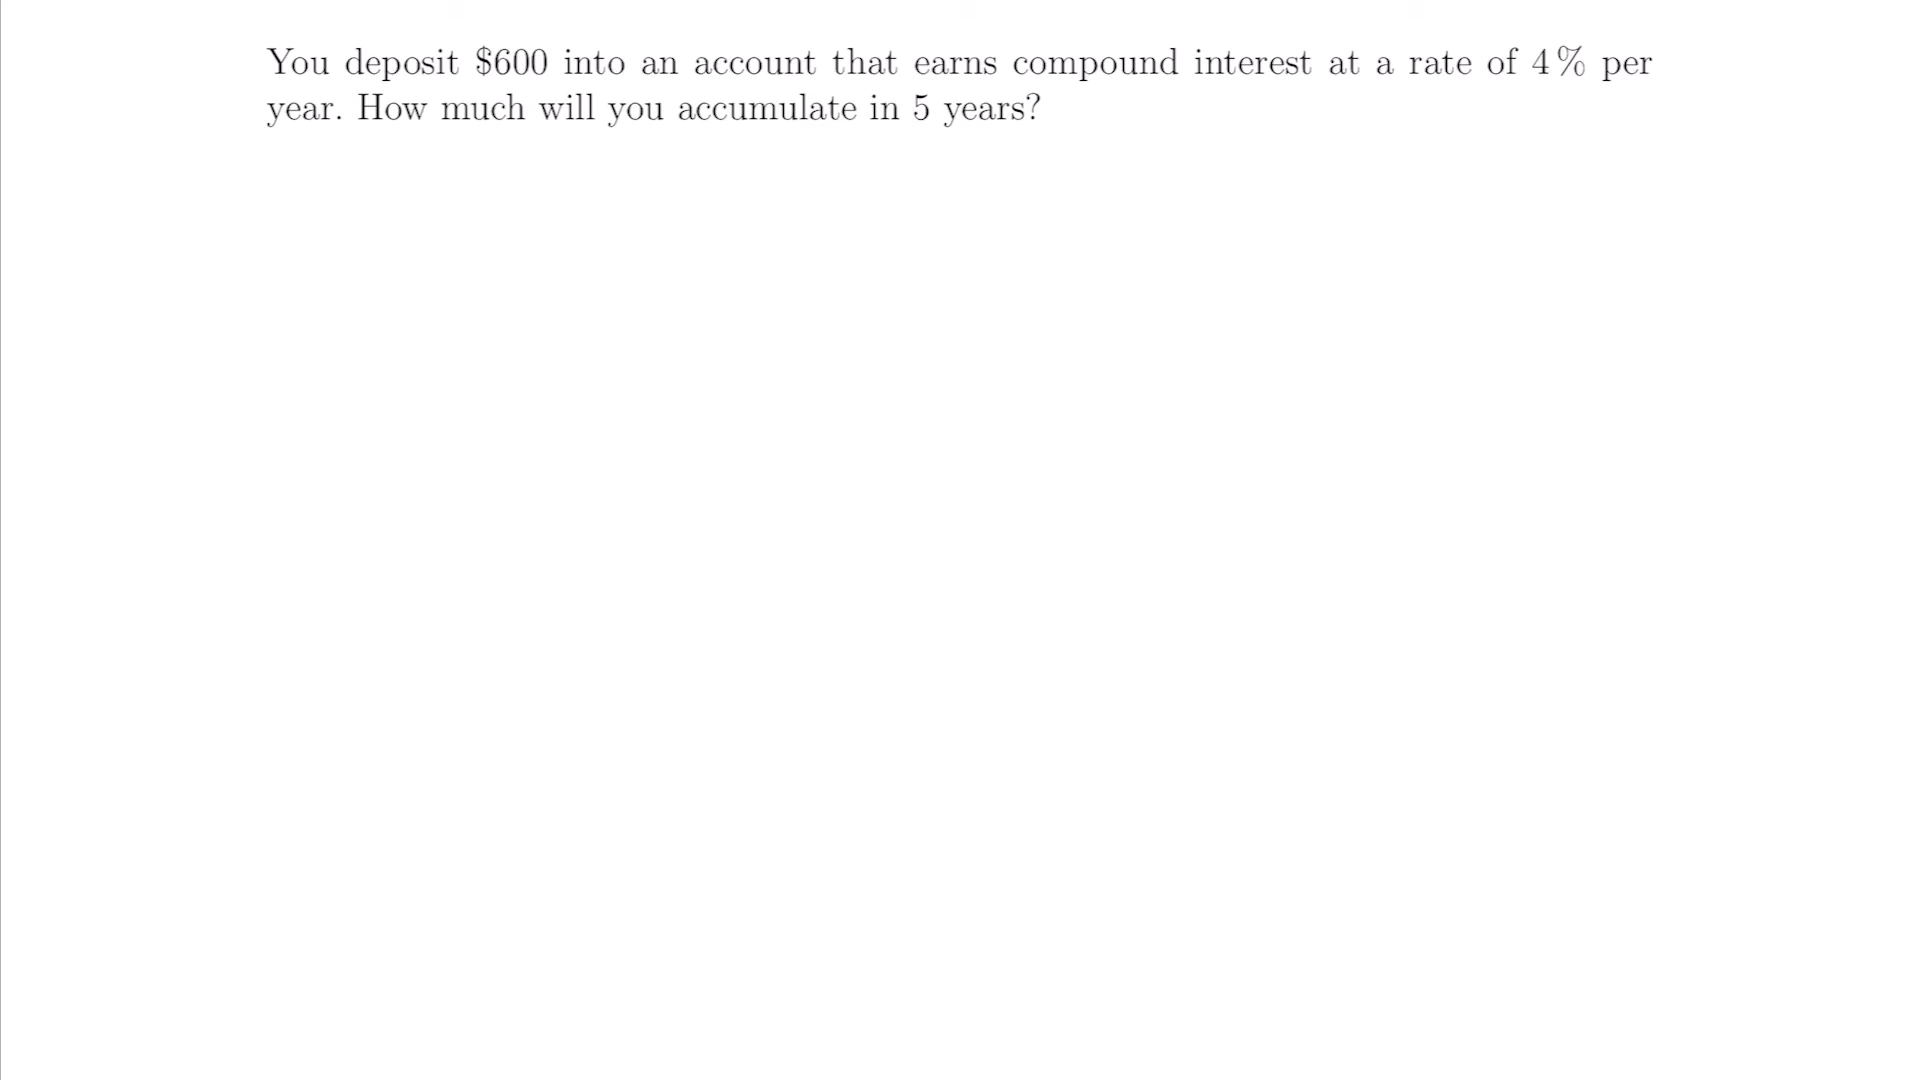 You deposit $600 into an account that earns compound interest at a rate of 4% per
year. How much will you accumulate in 5 years?